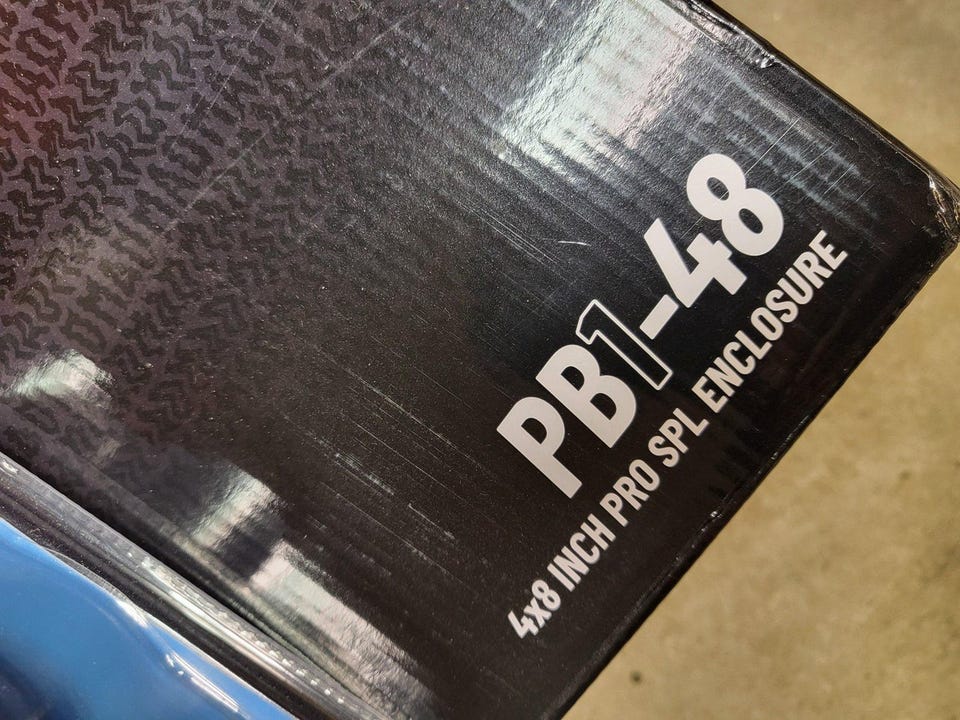 PB1-48
4x8 INCH PRO SPL ENCLOSURE